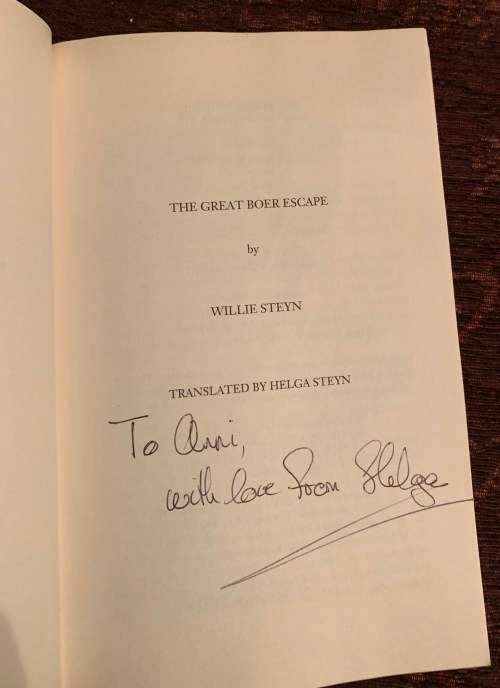 THE GREAT BOER ESCAPE
by
WILLIE STEYN
TRANSLATED BY HELGA STEYN
To Anni,
with love from Helga